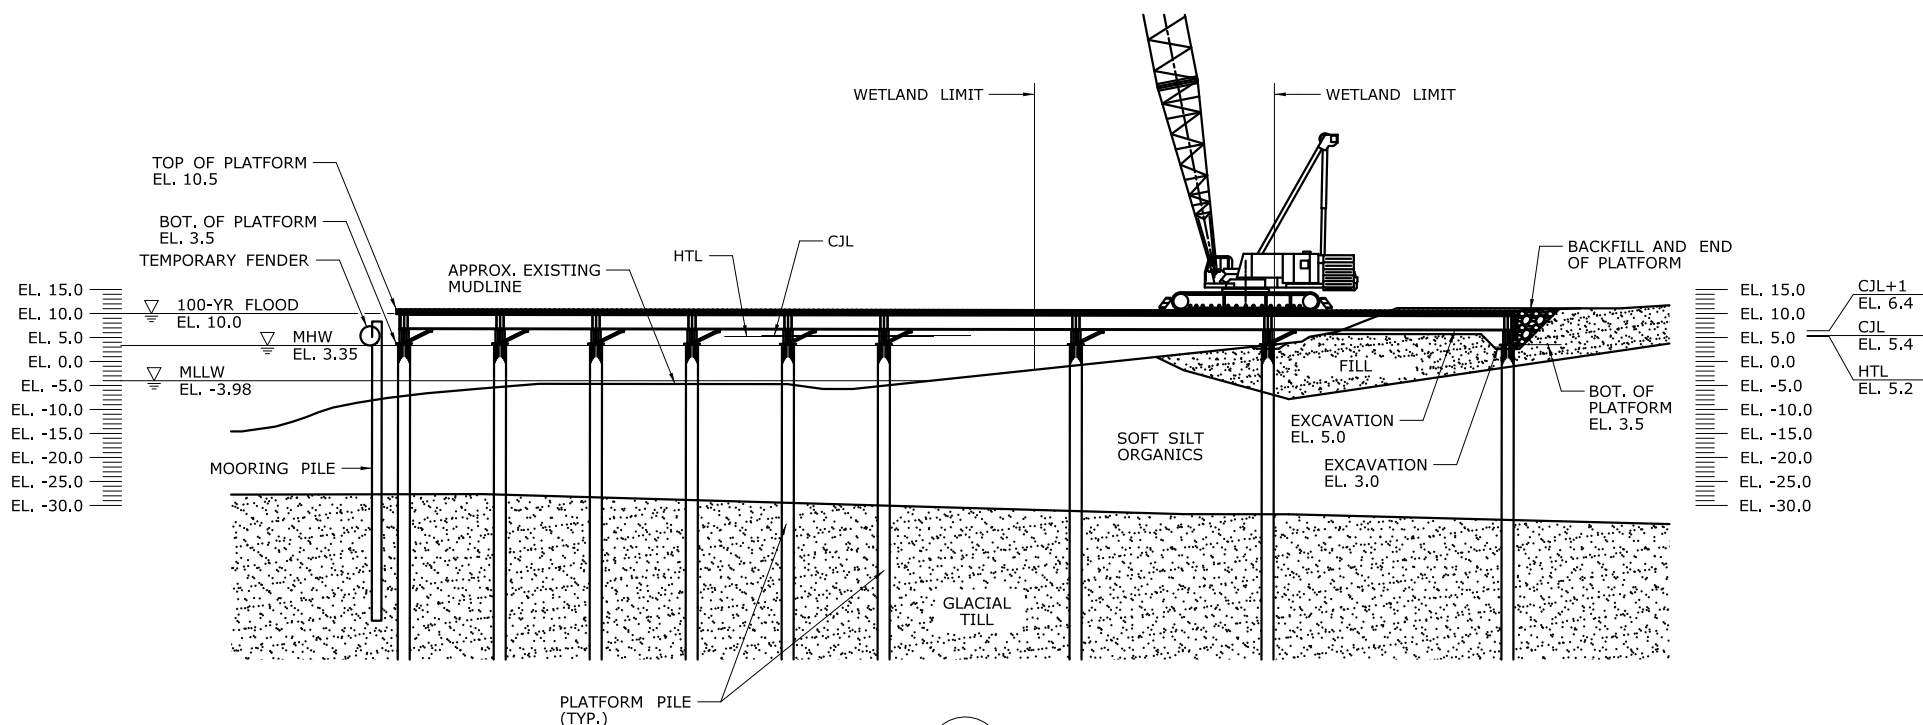 WETLAND LIMIT
WETLAND LIMIT
TOP OF PLATFORM
EL. 10.5
BOT. OF PLATFORM
EL. 3.5
TEMPORARY FENDER
APPROX. EXISTING
MUDLINE
HTL
CJL
BACKFILL AND END
OF PLATFORM
EL. 15.0
EL. 10.0
EL. 5.0
EL. 0.0
EL. -5.0
EL. -10.0
EL. -15.0
EL. -20.0
EL. -25.0
EL. -30.0
100-YR FLOOD
EL. 10.0
MHW
EL. 3.35
MLLW
EL. -3.98
MOORING PILE
FILL
SOFT SILT
ORGANICS
EXCAVATION
EL. 5.0
EXCAVATION
EL. 3.0
BOT. OF
PLATFORM
EL. 3.5
EL. 15.0
EL. 10.0
EL. 5.0
EL. 0.0
EL. -5.0
EL. -10.0
EL. -15.0
EL. -20.0
EL. -25.0
EL. -30.0
CJL+1
EL. 6.4
CJL
EL. 5.4
HTL
EL. 5.2
GLACIAL
TILL
PLATFORM PILE
(TYP.)